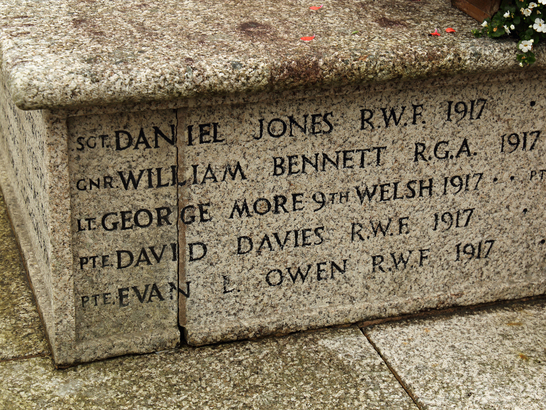 SGT. DANIEL JONES R.W.F. 1917 ·
GNR. WILLIAM BENNETT R.G.A. 1917 ·
LT. GEORGE MORE 9TH WELSH 1917 · · PT
PTE. DAVID DAVIES R.W.F. 1917 ·
PTE. EVAN L. OWEN R.W.F. 1917 ·